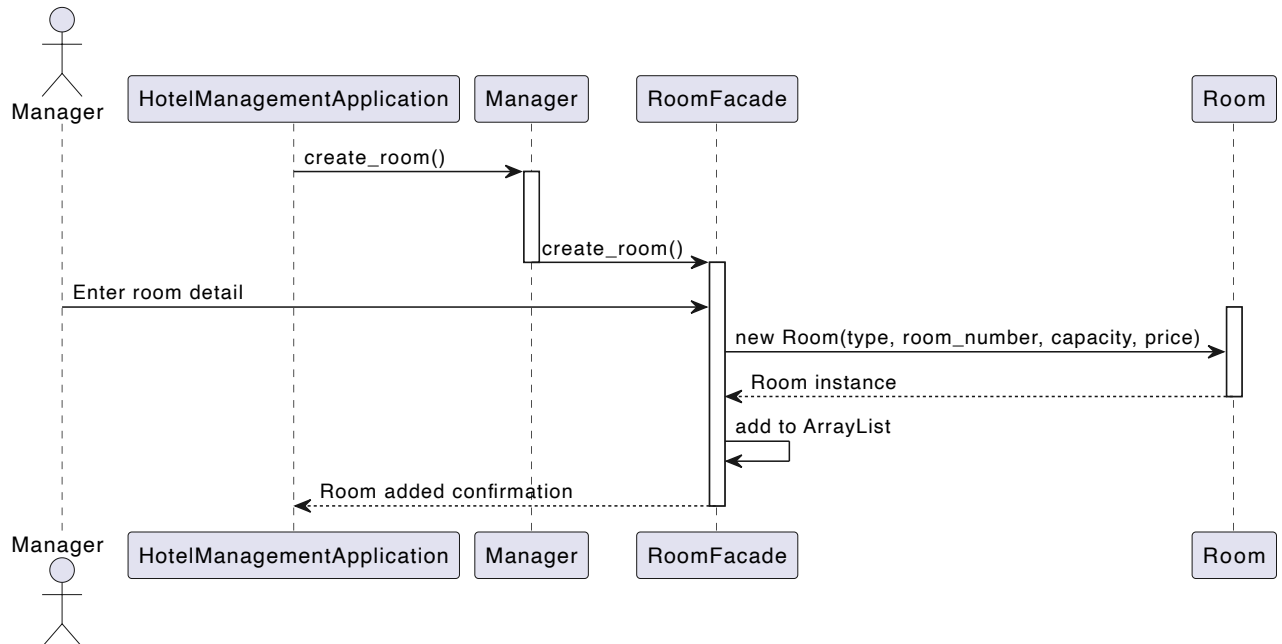 Manager
HotelManagementApplication
Manager
RoomFacade
Room
create_room()
create_room()
Enter room detail
new Room(type, room_number, capacity, price)
Room instance
add to ArrayList
Room added confirmation
Manager
HotelManagementApplication
Manager
RoomFacade
Room